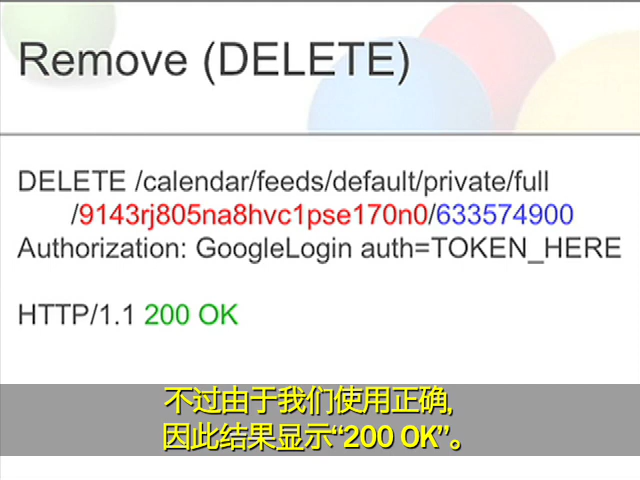 Remove (DELETE)
DELETE /calendar/feeds/default/private/full
/9143rj805na8hvc1pse170n0/633574900
Authorization: GoogleLogin auth=TOKEN_HERE
HTTP/1.1 200 OK
不过由于我们使用正确,
因此结果显示“200 OK”。